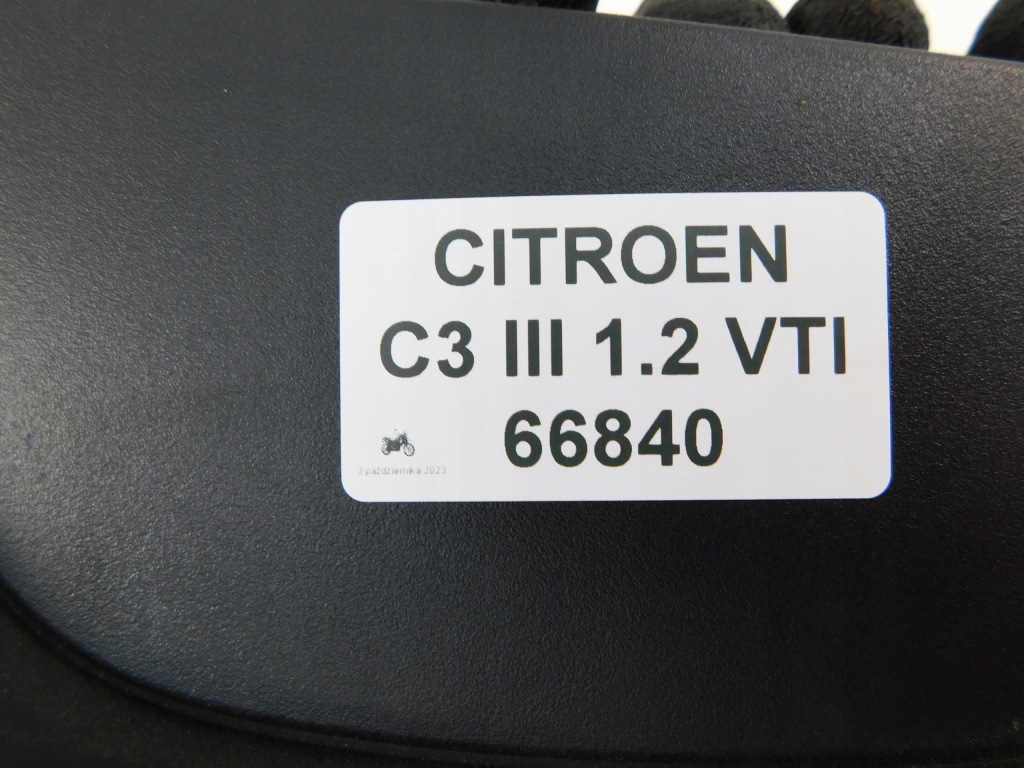 CITROEN
C3 III 1.2 VTI
66840
2 października 2023